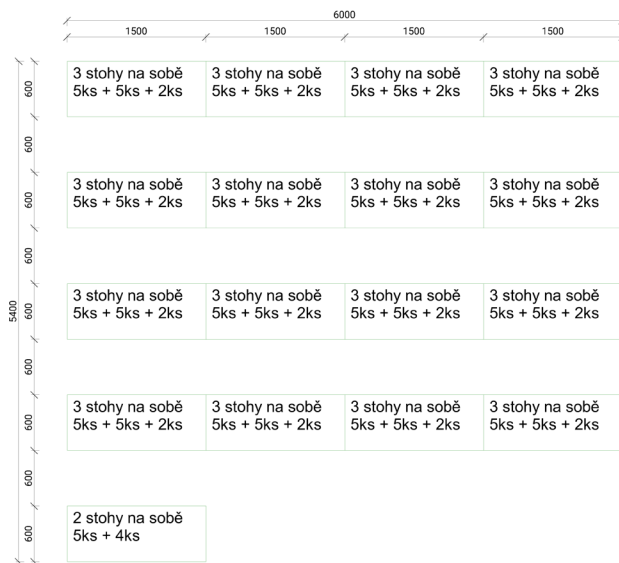 6000
1500 1500 1500 1500
600 3 stohy na sobě 3 stohy na sobě 3 stohy na sobě 3 stohy na sobě
5ks + 5ks + 2ks 5ks + 5ks + 2ks 5ks + 5ks + 2ks 5ks + 5ks + 2ks
600
600 3 stohy na sobě 3 stohy na sobě 3 stohy na sobě 3 stohy na sobě
5ks + 5ks + 2ks 5ks + 5ks + 2ks 5ks + 5ks + 2ks 5ks + 5ks + 2ks
600
5400 600 3 stohy na sobě 3 stohy na sobě 3 stohy na sobě 3 stohy na sobě
5ks + 5ks + 2ks 5ks + 5ks + 2ks 5ks + 5ks + 2ks 5ks + 5ks + 2ks
600
600 3 stohy na sobě 3 stohy na sobě 3 stohy na sobě 3 stohy na sobě
5ks + 5ks + 2ks 5ks + 5ks + 2ks 5ks + 5ks + 2ks 5ks + 5ks + 2ks
600
600 2 stohy na sobě
5ks + 4ks